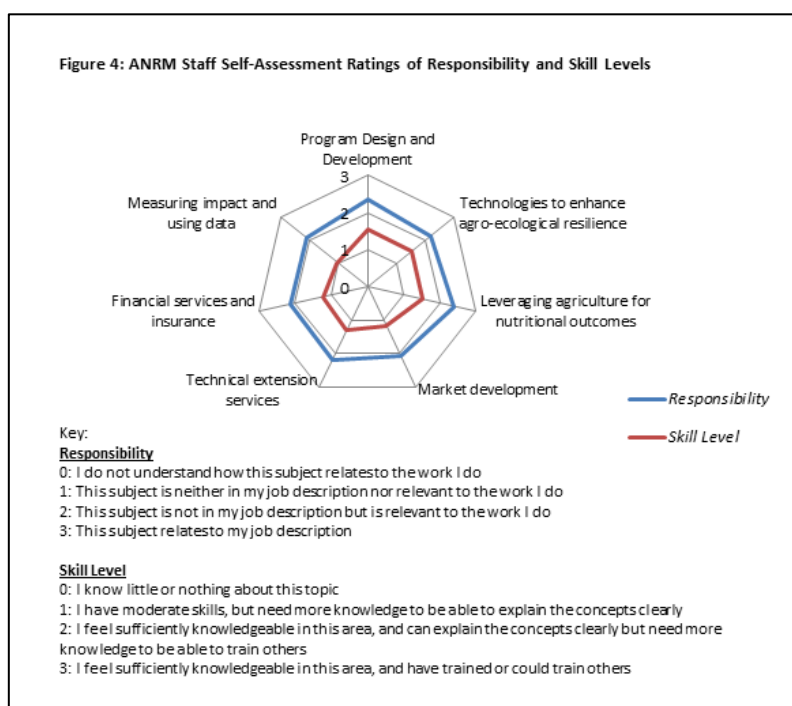 Figure 4: ANRM Staff Self-Assessment Ratings of Responsibility and Skill Levels
Program Design and
Development
3
2
1
0
Technologies to enhance
agro-ecological resilience
Leveraging agriculture for
nutritional outcomes
Market development
Technical extension
services
Financial services and
insurance
Measuring impact and
using data
Responsibility
Skill Level
Key:
Responsibility
0: I do not understand how this subject relates to the work I do
1: This subject is neither in my job description nor relevant to the work I do
2: This subject is not in my job description but is relevant to the work I do
3: This subject relates to my job description
Skill Level
0: I know little or nothing about this topic
1: I have moderate skills, but need more knowledge to be able to explain the concepts clearly
2: I feel sufficiently knowledgeable in this area, and can explain the concepts clearly but need more
knowledge to be able to train others
3: I feel sufficiently knowledgeable in this area, and have trained or could train others